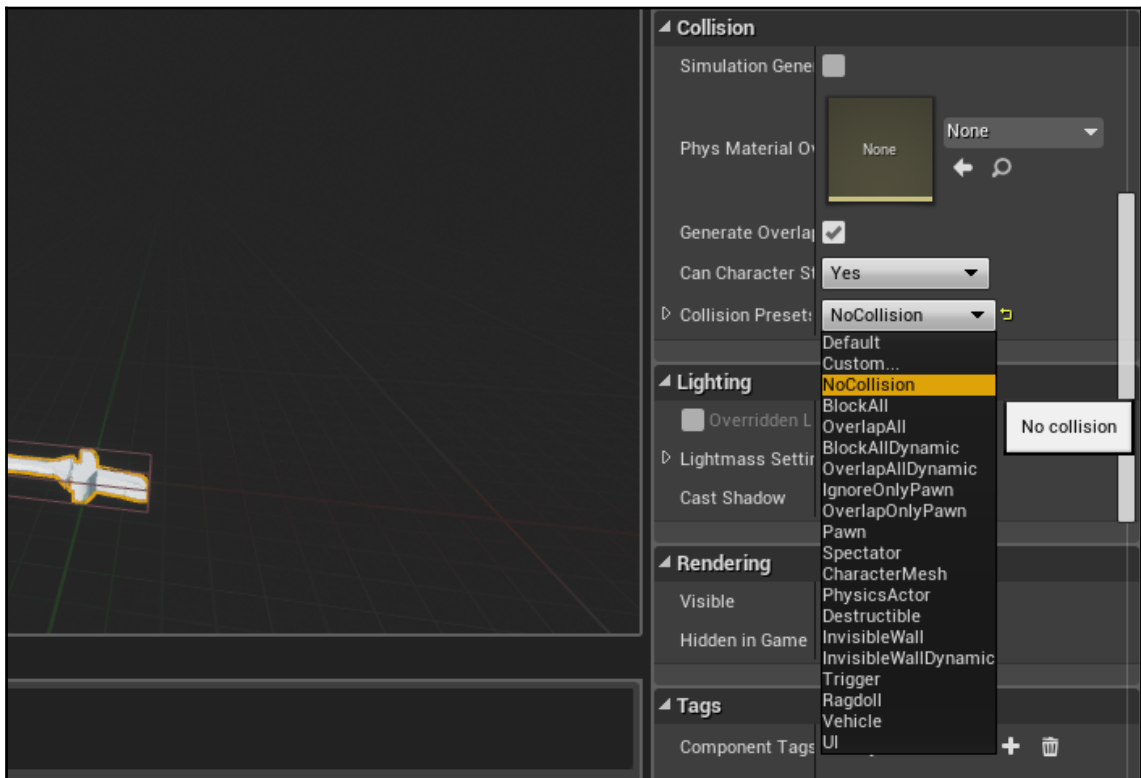 Collision
Simulation Gene
Phys Material O
None
None
Generate Overla
Can Character St
Yes
Collision Preset
NoCollision
Default
Custom...
NoCollision
BlockAll
OverlapAll
BlockAllDynamic
OverlapAllDynamic
IgnoreOnlyPawn
OverlapOnlyPawn
Pawn
Spectator
CharacterMesh
PhysicsActor
Destructible
InvisibleWall
InvisibleWallDynamic
Trigger
Ragdoll
Vehicle
UI
No collision
Lighting
Overridden L
Lightmass Settin
Cast Shadow
Rendering
Visible
Hidden in Game
Tags
Component Tags